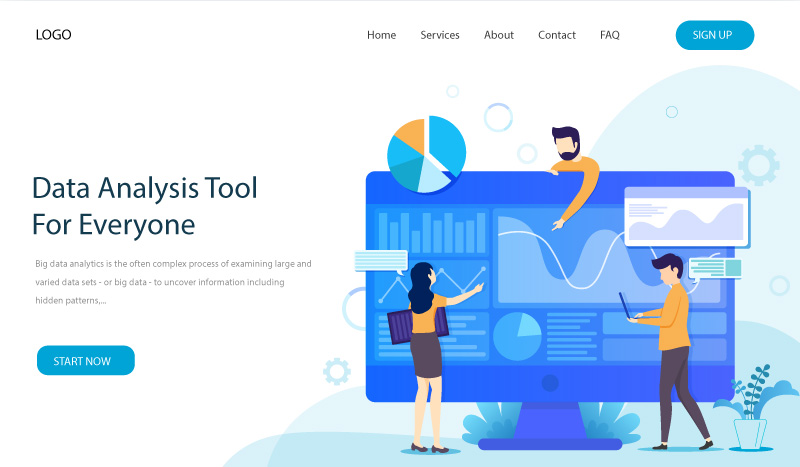 LOGO
Home Services About Contact FAQ SIGN UP
Data Analysis Tool
For Everyone
Big data analytics is the often complex process of examining large and
varied data sets - or big data - to uncover information including
hidden patterns,...
START NOW